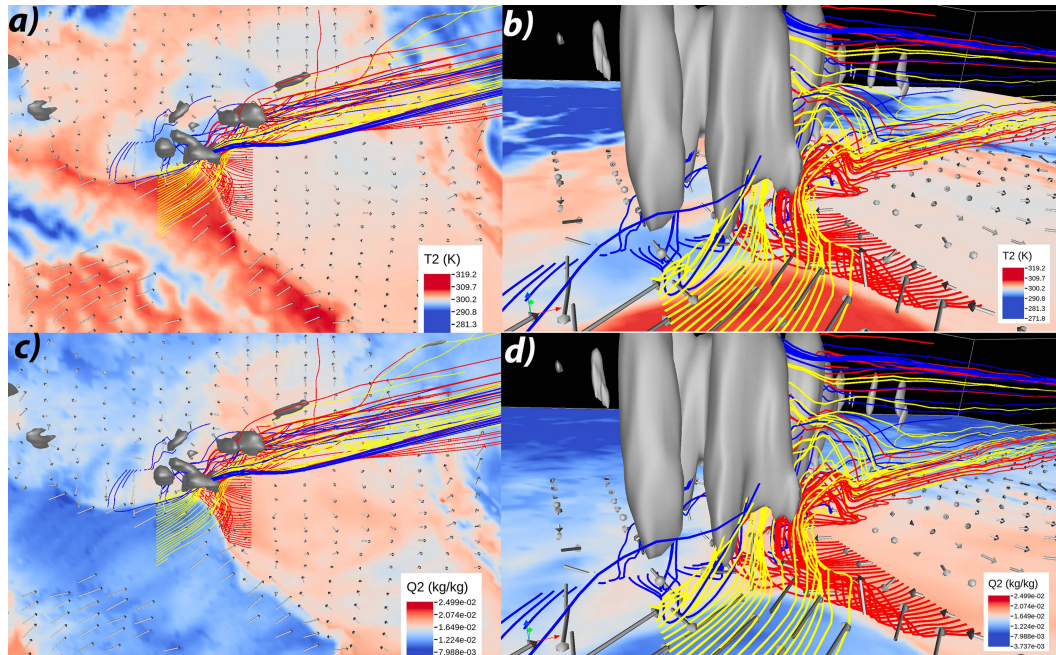 a)
T2 (K)
319.2
309.7
300.2
290.8
281.3
b)
T2 (K)
319.2
309.7
300.2
290.8
281.3
271.8
c)
Q2 (kg/kg)
2.499e-02
2.074e-02
1.649e-02
1.224e-02
7.988e-03
d)
Q2 (kg/kg)
2.499e-02
2.074e-02
1.649e-02
1.224e-02
7.988e-03
3.737e-03